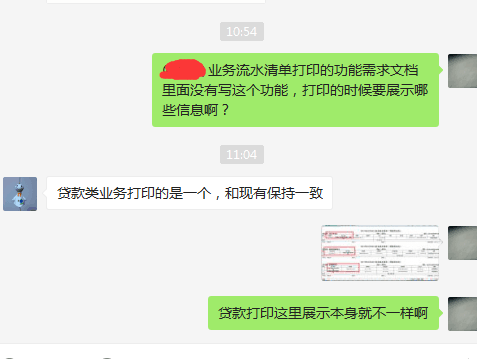 10:54
业务流水清单打印的功能需求文档
里面没有写这个功能，打印的时候要展示哪
些信息啊？
11:04
贷款类业务打印的是一个，和现有保持一致
贷款打印这里展示本身就不一样啊